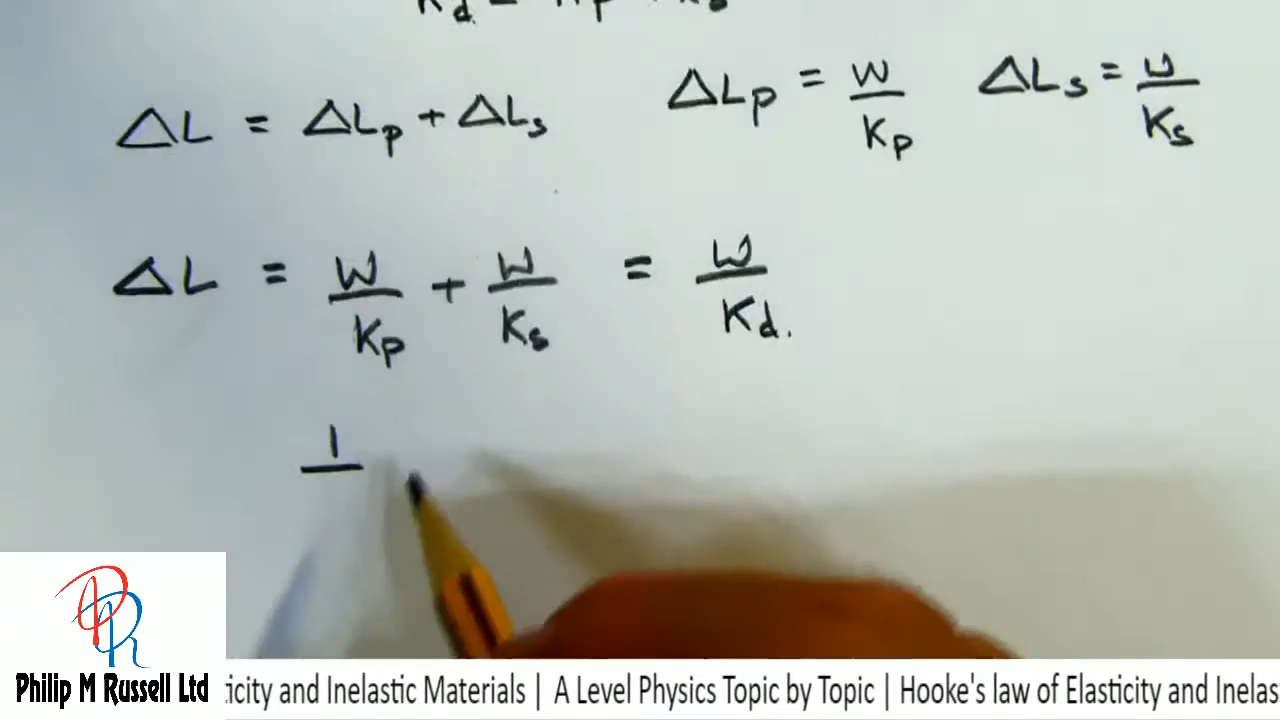 ΔL = ΔLp + ΔLs ΔLp = W/Kp ΔLs = W/Ks
ΔL = W/Kp + W/Ks = W/Kd.
1
Philip M Russell Ltd
icity and Inelastic Materials | A Level Physics Topic by Topic | Hooke's law of Elasticity and Inelas